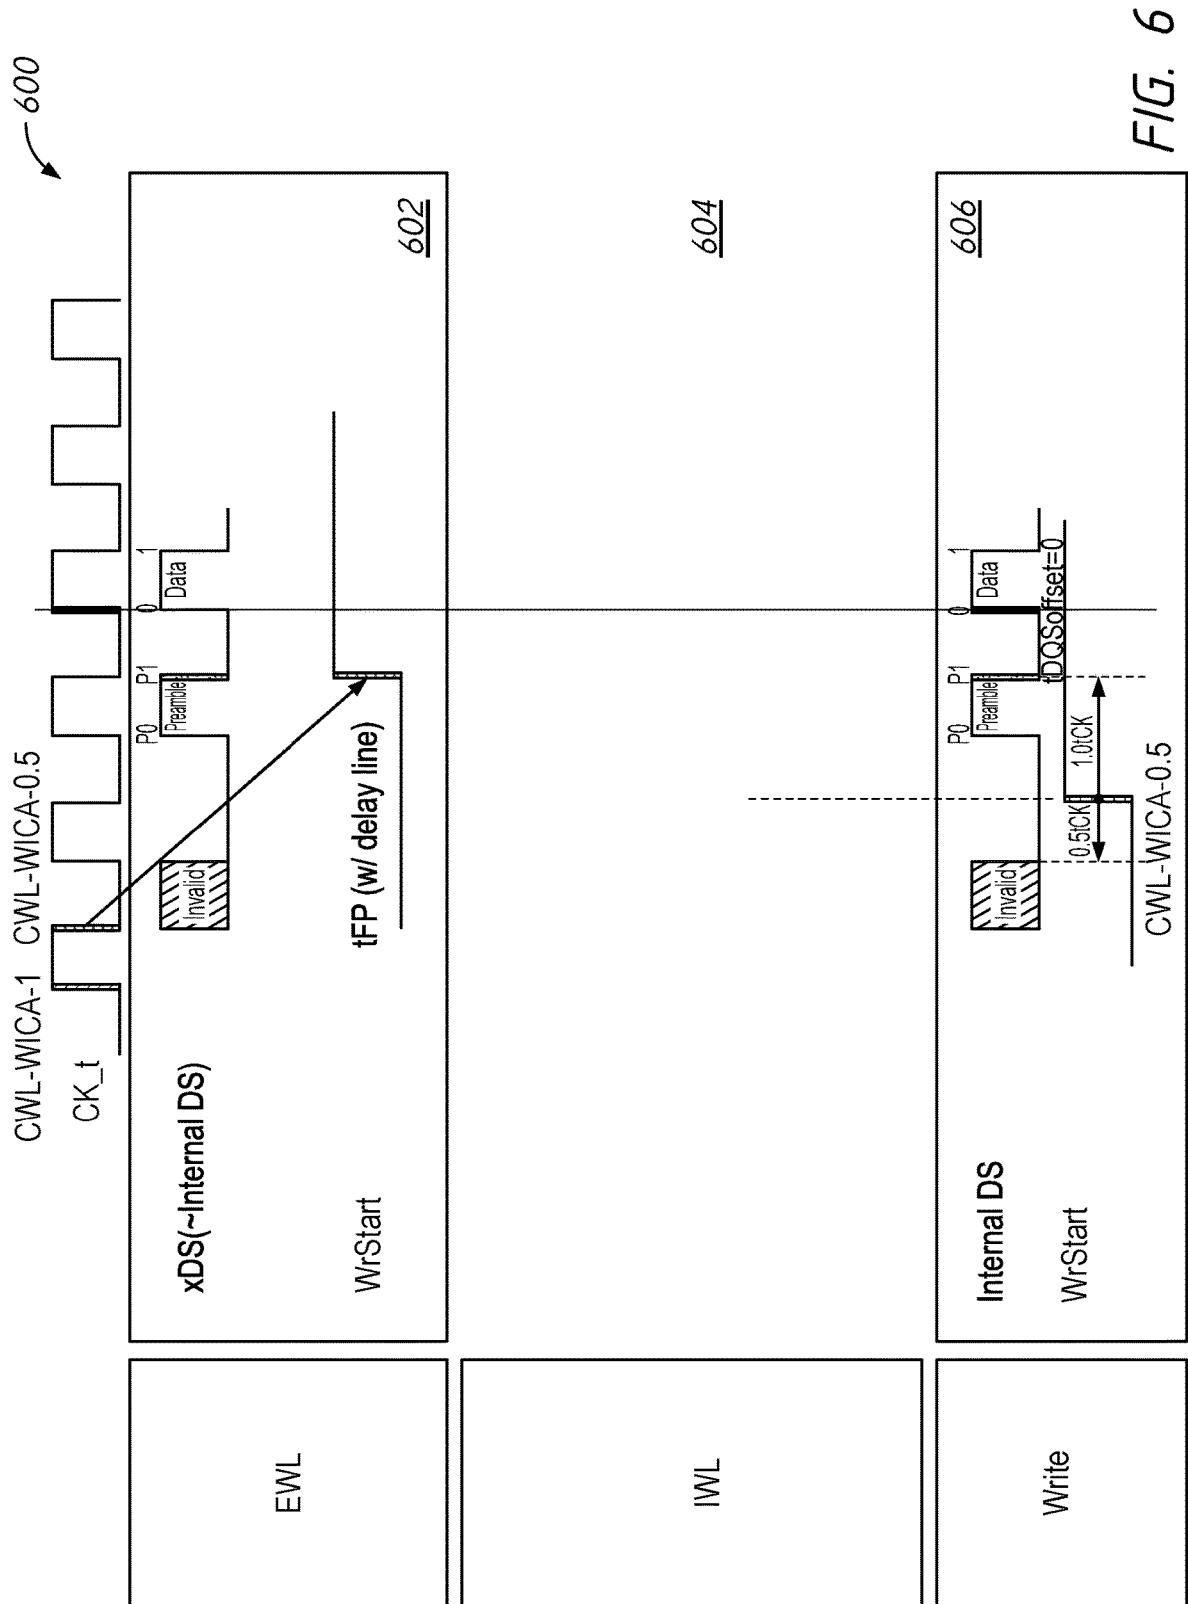 600
CWL-WICA-1 CWL-WICA-0.5
CK_t
EWL
xDS(~Internal DS)
Invalid
P0 P1 0 1
Preamble
Data
WrStart
tFP (w/ delay line)
602
IWL
604
Write
Internal DS
Invalid
P0 P1 0 1
Preamble
Data
606
WrStart
tDQSoffset=0
0.5tCK 1.0tCK
CWL-WICA-0.5
FIG. 6